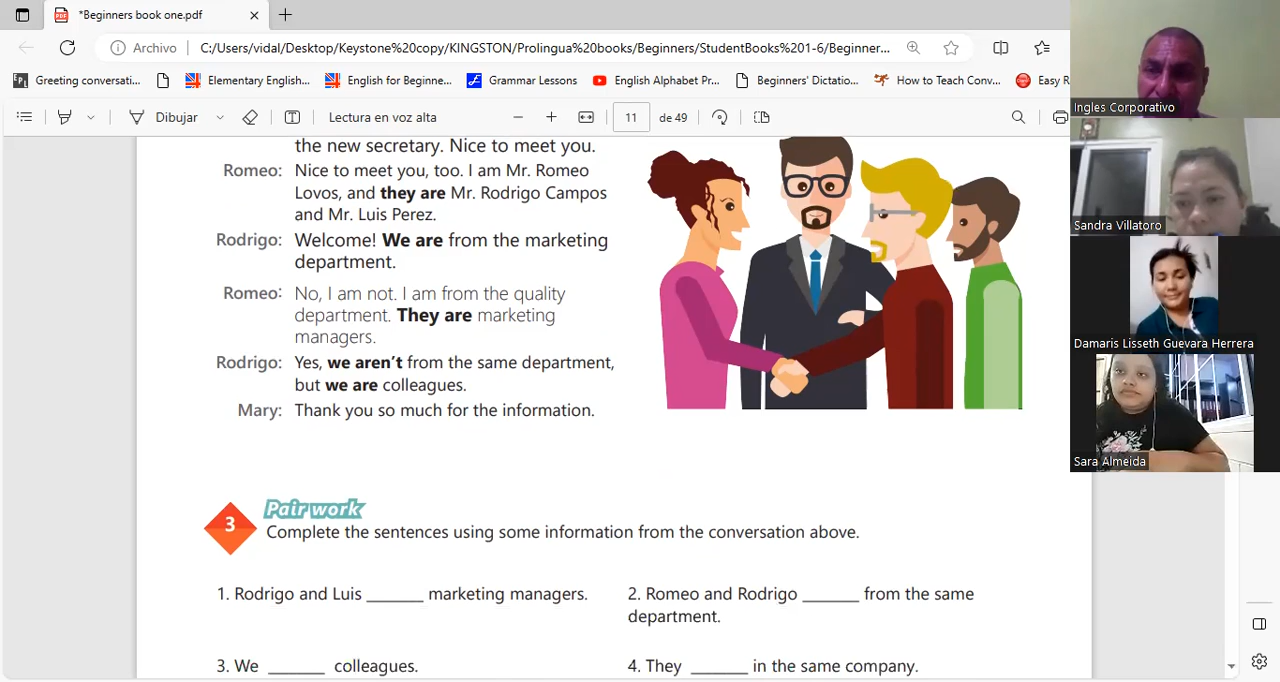 *Beginners book one.pdf
Archivo
C:/Users/vidal/Desktop/Keystone%20copy/KINGSTON/Prolingua%20books/Beginners/StudentBooks%201-6/Beginner...
Greeting conversati...
Elementary English...
English for Beginne...
Grammar Lessons
English Alphabet Pr...
Beginners' Dictatio...
How to Teach Conv...
Easy R
Dibujar
Lectura en voz alta
11
de 49
the new secretary. Nice to meet you.
Romeo: Nice to meet you, too. I am Mr. Romeo
Lovos, and they are Mr. Rodrigo Campos
and Mr. Luis Perez.
Rodrigo: Welcome! We are from the marketing
department.
Romeo: No, I am not. I am from the quality
department. They are marketing
managers.
Rodrigo: Yes, we aren't from the same department,
but we are colleagues.
Mary: Thank you so much for the information.
3
Pair work
Complete the sentences using some information from the conversation above.
1. Rodrigo and Luis ______ marketing managers.
2. Romeo and Rodrigo ______ from the same
department.
3. We ______ colleagues.
4. They ______ in the same company.
Ingles Corporativo
Sandra Villatoro
Damaris Lisseth Guevara Herrera
Sara Almeida